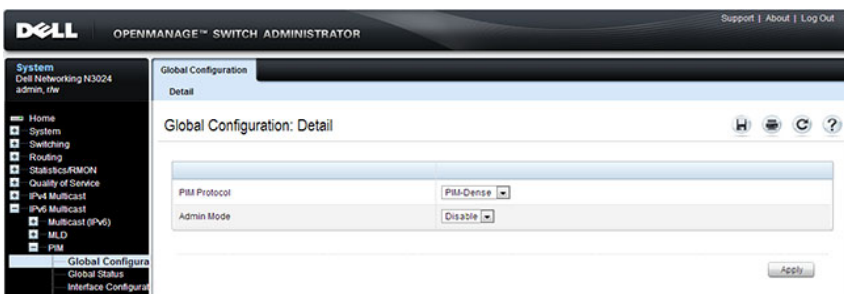 Support | About | Log Out
DELL OPENMANAGE™ SWITCH ADMINISTRATOR
System
Dell Networking N3024
admin, r/w
Home
System
Switching
Routing
Statistics/RMON
Quality of Service
IPv4 Multicast
IPv6 Multicast
Multicast (IPv6)
MLD
PIM
Global Configura
Global Status
Interface Configurat
Global Configuration
Detail
Global Configuration: Detail
PIM Protocol PIM-Dense
Admin Mode Disable
Apply